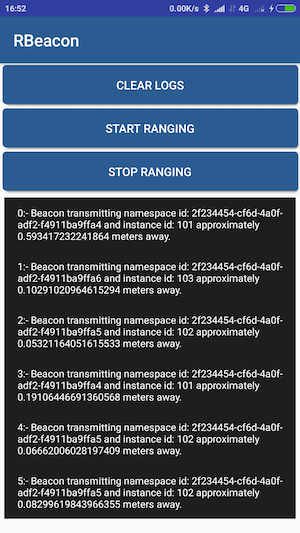 16:52 0.00K/s 4G
RBeacon
CLEAR LOGS
START RANGING
STOP RANGING
0:- Beacon transmitting namespace id: 2f234454-cf6d-4a0f-
adf2-f4911ba9ffa4 and instance id: 101 approximately
0.593417232241864 meters away.
1:- Beacon transmitting namespace id: 2f234454-cf6d-4a0f-
adf2-f4911ba9ffa6 and instance id: 103 approximately
0.10291020964615294 meters away.
2:- Beacon transmitting namespace id: 2f234454-cf6d-4a0f-
adf2-f4911ba9ffa5 and instance id: 102 approximately
0.05321164051615533 meters away.
3:- Beacon transmitting namespace id: 2f234454-cf6d-4a0f-
adf2-f4911ba9ffa4 and instance id: 101 approximately
0.19106446691360568 meters away.
4:- Beacon transmitting namespace id: 2f234454-cf6d-4a0f-
adf2-f4911ba9ffa5 and instance id: 102 approximately
0.06662006028197409 meters away.
5:- Beacon transmitting namespace id: 2f234454-cf6d-4a0f-
adf2-f4911ba9ffa5 and instance id: 102 approximately
0.08299619843966355 meters away.